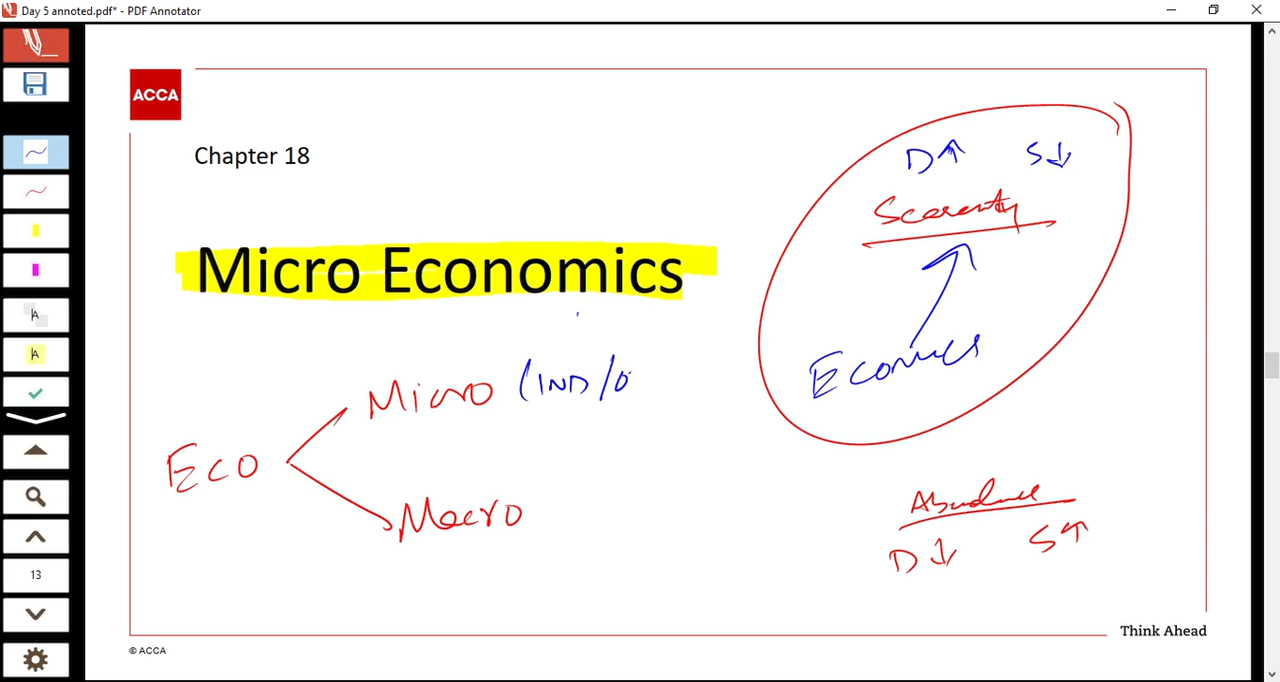 Day 5 annoted.pdf* - PDF Annotator
ACCA
Chapter 18
D↑ S↓
Scarcity
Micro Economics
Economics
Micro (IND/
Eco
Macro
Abundance
D↓ S↑
13
Think Ahead
© ACCA